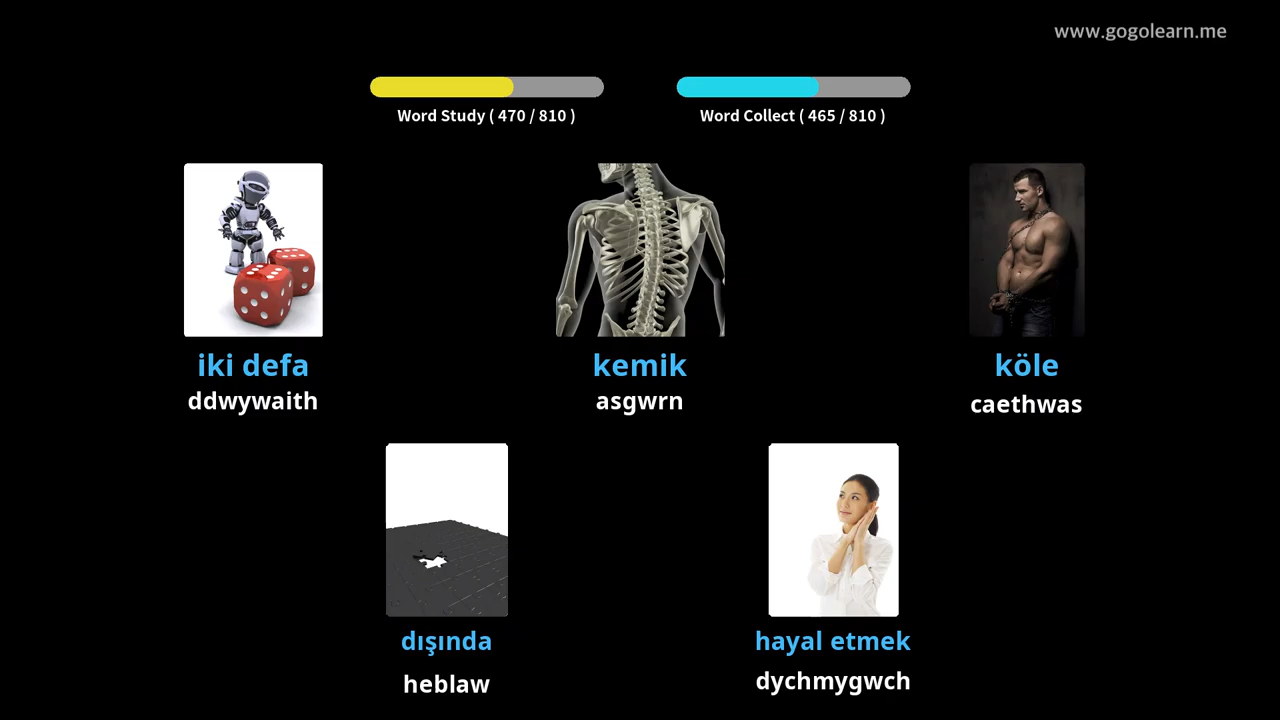 www.gogolearn.me
Word Study ( 470 / 810 )
Word Collect ( 465 / 810 )
iki defa
ddwywaith
kemik
asgwrn
köle
caethwas
dışında
heblaw
hayal etmek
dychmygwch